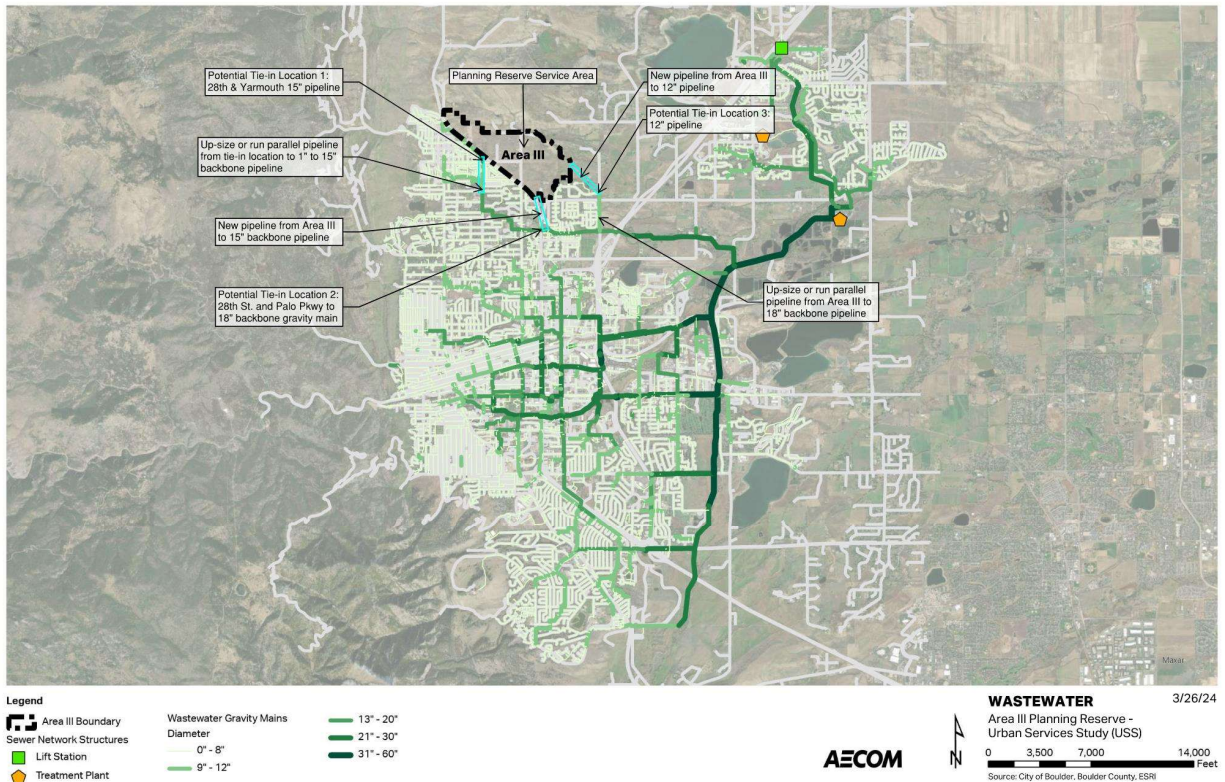 Potential Tie-in Location 1:
28th & Yarmouth 15" pipeline
Planning Reserve Service Area
New pipeline from Area III
to 12" pipeline
Potential Tie-in Location 3:
12" pipeline
Up-size or run parallel pipeline
from tie-in location to 1" to 15"
backbone pipeline
Area III
New pipeline from Area III
to 15" backbone pipeline
Potential Tie-in Location 2:
28th St. and Palo Pkwy to
18" backbone gravity main
Up-size or run parallel
pipeline from Area III to
18" backbone pipeline
Maxar
Legend
Area III Boundary
Sewer Network Structures
Lift Station
Treatment Plant
Wastewater Gravity Mains
Diameter
0" - 8"
9" - 12"
13" - 20"
21" - 30"
31" - 60"
AECOM
N
WASTEWATER
3/26/24
Area III Planning Reserve -
Urban Services Study (USS)
0 3,500 7,000 14,000
Feet
Source: City of Boulder, Boulder County, ESRI